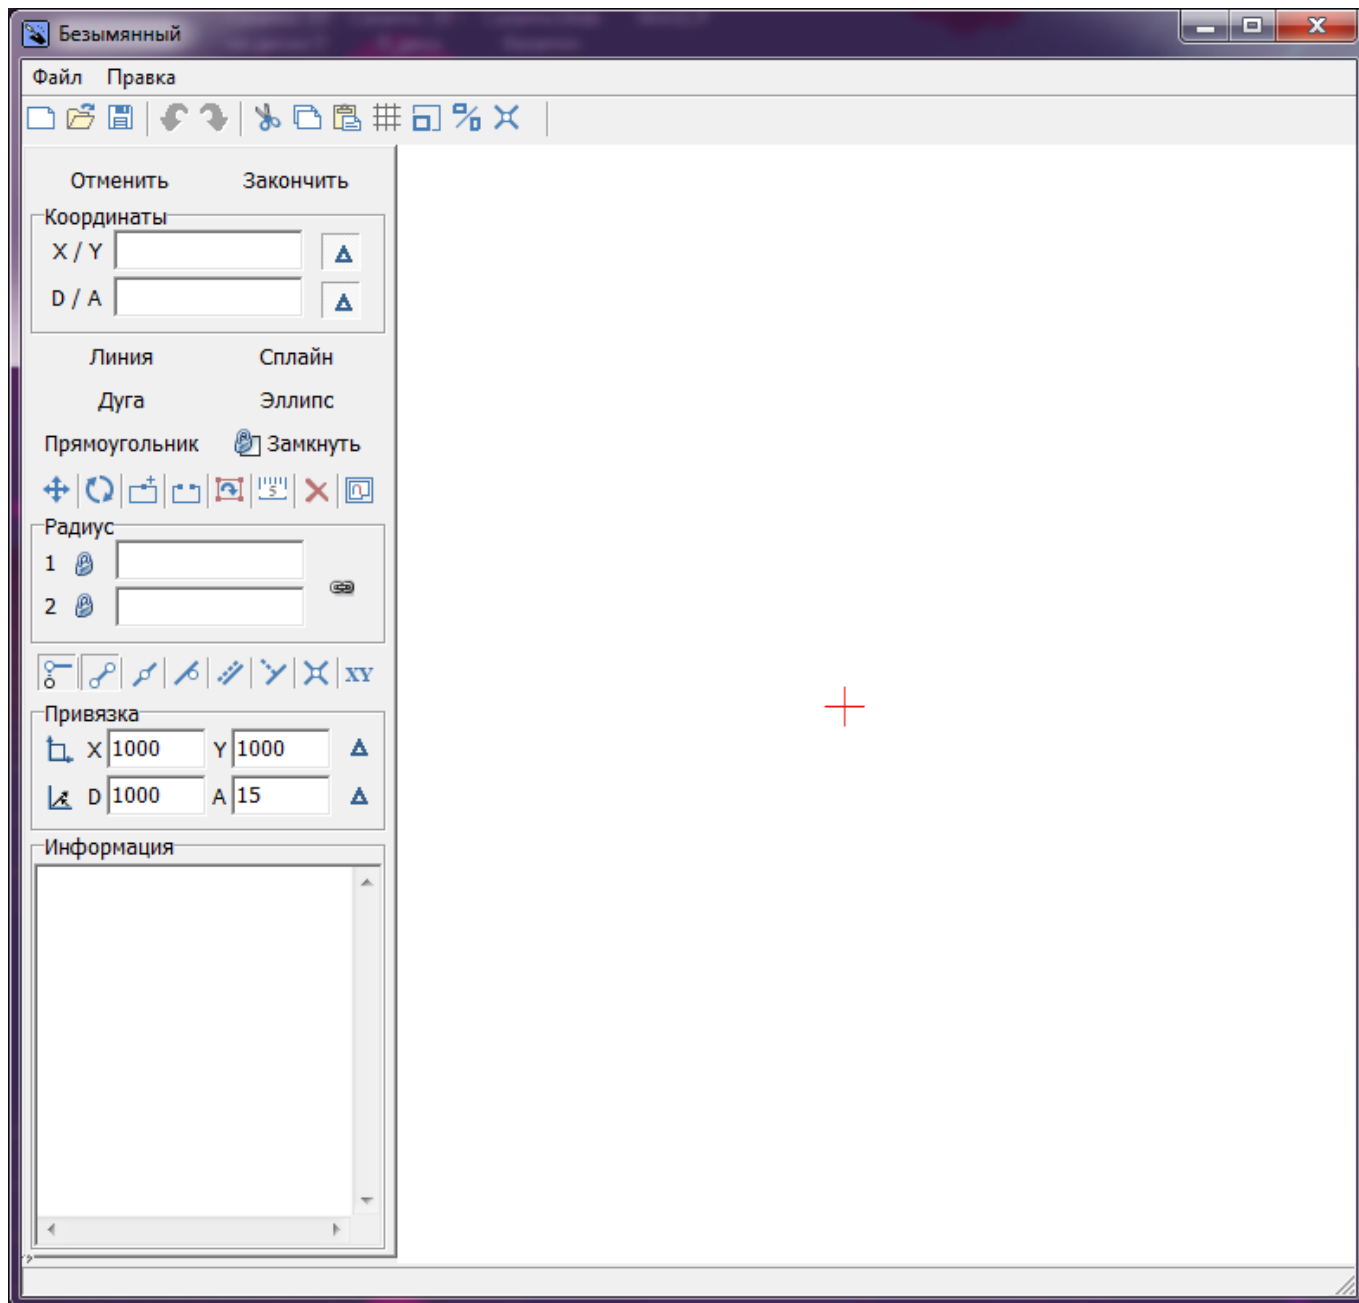 Безымянный
Файл Правка
Отменить Закончить
Координаты
X / Y
D / A
Линия Сплайн
Дуга Эллипс
Прямоугольник Замкнуть
5
Радиус
1
2
XY
Привязка
X 1000 Y 1000
D 1000 A 15
Информация